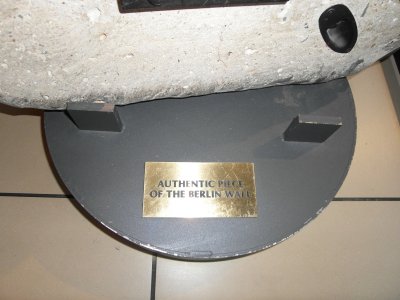 AUTHENTIC PIECE
OF THE BERLIN WALL